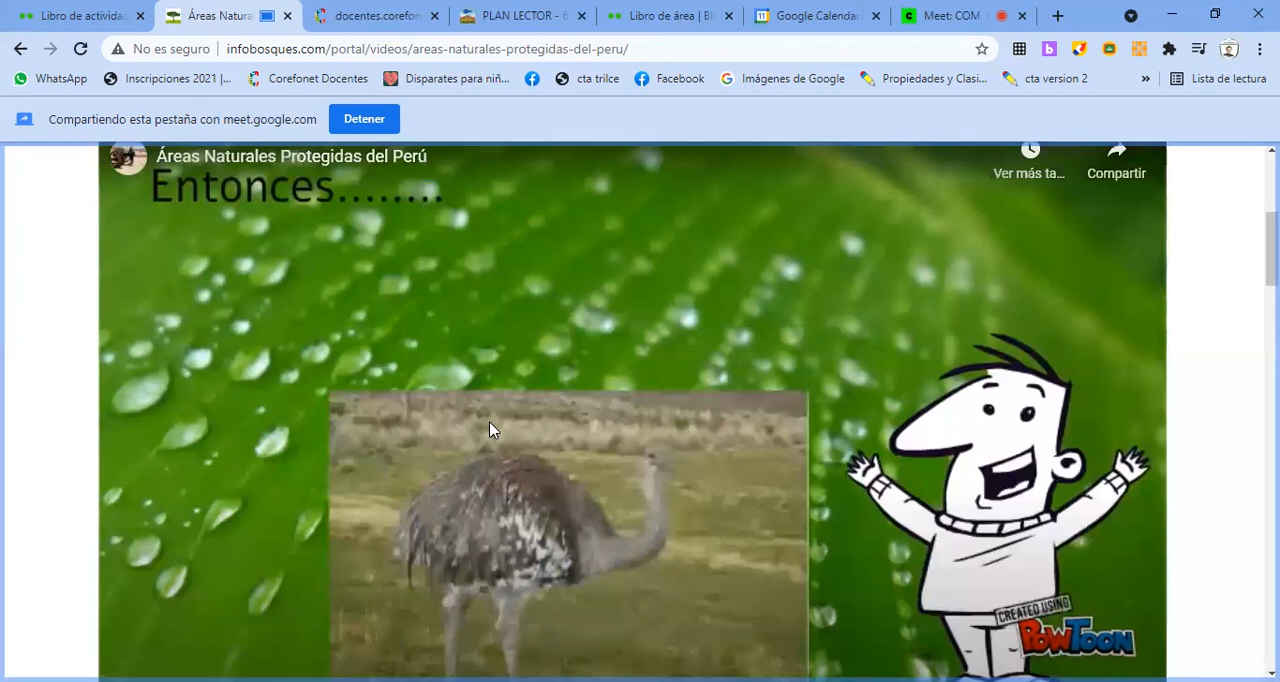 Libro de activida
Áreas Natura
docentes.corefon
PLAN LECTOR - 6
Libro de área | Bl
Google Calendar
Meet: COM.
No es seguro
infobosques.com/portal/videos/areas-naturales-protegidas-del-peru/
WhatsApp
Inscripciones 2021 |...
Corefonet Docentes
Disparates para niñ...
cta trilce
Facebook
Imágenes de Google
Propiedades y Clasi...
cta version 2
»
Lista de lectura
Compartiendo esta pestaña con meet.google.com
Detener
Áreas Naturales Protegidas del Perú
Ver más ta...
Compartir
Entonces........
CREATED USING
POWTOON